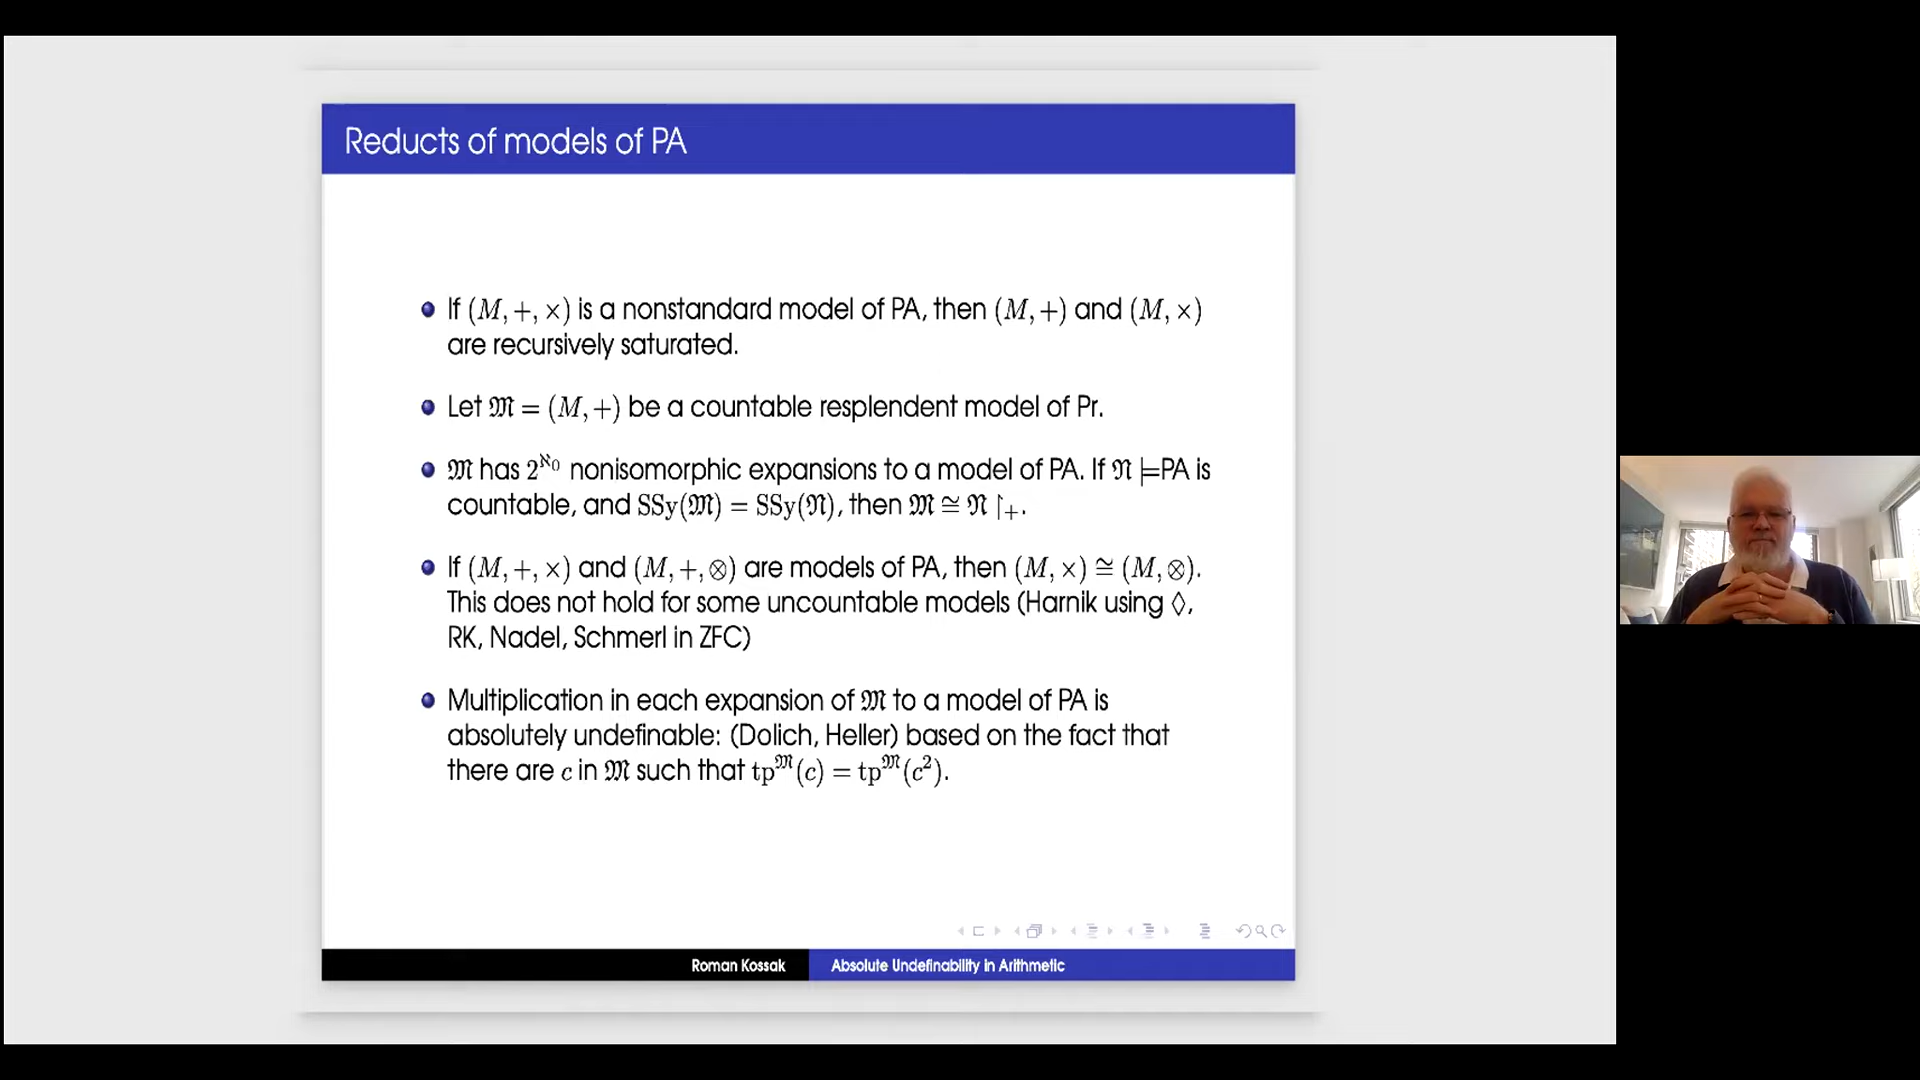 Reducts of models of PA
If (M, +, ×) is a nonstandard model of PA, then (M, +) and (M, ×)
are recursively saturated.
Let 𝔐 = (M, +) be a countable resplendent model of Pr.
𝔐 has 2^ℵ₀ nonisomorphic expansions to a model of PA. If 𝔑 ⊨PA is
countable, and SSy(𝔐) = SSy(𝔑), then 𝔐 ≅ 𝔑 ↾₊.
If (M, +, ×) and (M, +, ⊗) are models of PA, then (M, ×) ≅ (M, ⊗).
This does not hold for some uncountable models (Harnik using ◊,
RK, Nadel, Schmerl in ZFC)
Multiplication in each expansion of 𝔐 to a model of PA is
absolutely undefinable: (Dolich, Heller) based on the fact that
there are c in 𝔐 such that tp^𝔐(c) = tp^𝔐(c²).
Roman Kossak
Absolute Undefinability in Arithmetic